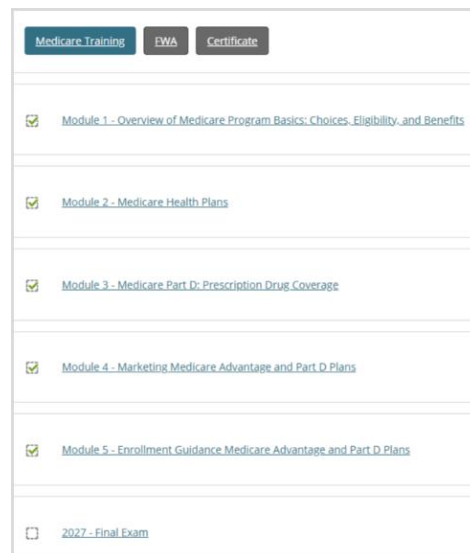 Medicare Training FWA Certificate
Module 1 - Overview of Medicare Program Basics: Choices, Eligibility, and Benefits
Module 2 - Medicare Health Plans
Module 3 - Medicare Part D: Prescription Drug Coverage
Module 4 - Marketing Medicare Advantage and Part D Plans
Module 5 - Enrollment Guidance Medicare Advantage and Part D Plans
2027 - Final Exam